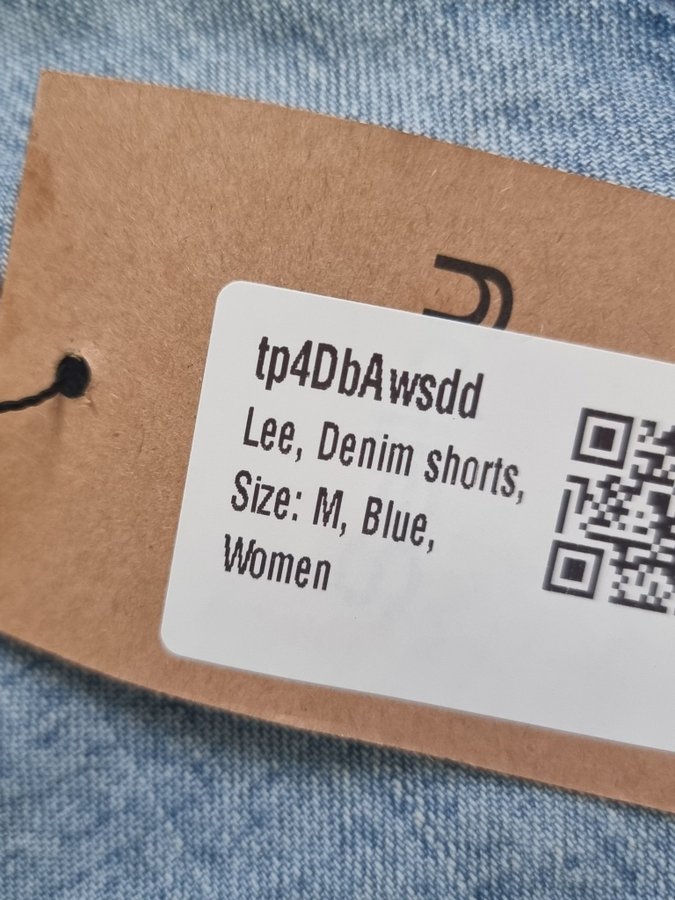 tp4DbAwsdd
Lee, Denim shorts,
Size: M, Blue,
Women